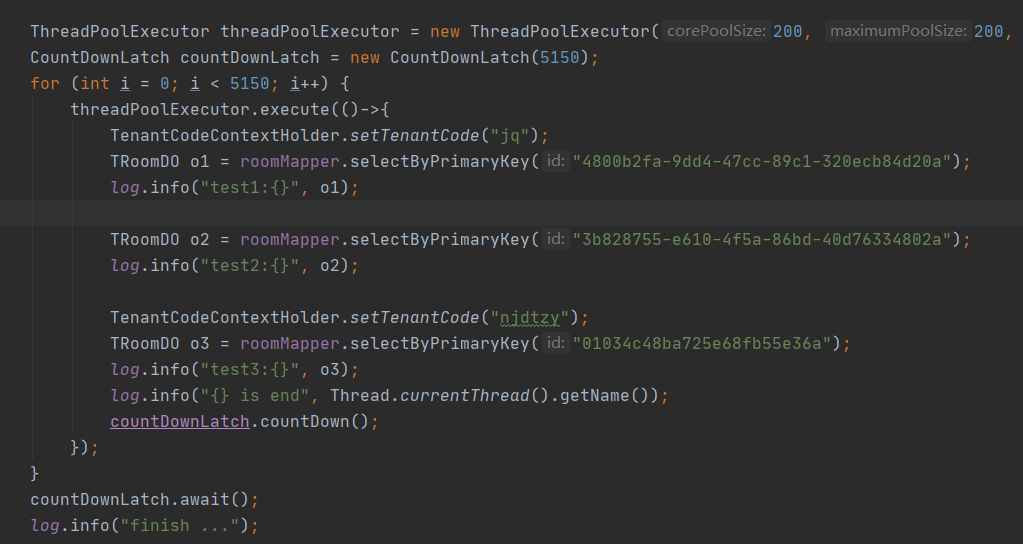 ThreadPoolExecutor threadPoolExecutor = new ThreadPoolExecutor( corePoolSize: 200, maximumPoolSize: 200,
CountDownLatch countDownLatch = new CountDownLatch(5150);
for (int i = 0; i < 5150; i++) {
threadPoolExecutor.execute(()->{
TenantCodeContextHolder.setTenantCode("jq");
TRoomDO o1 = roomMapper.selectByPrimaryKey( id: "4800b2fa-9dd4-47cc-89c1-320ecb84d20a");
log.info("test1:{}", o1);
TRoomDO o2 = roomMapper.selectByPrimaryKey( id: "3b828755-e610-4f5a-86bd-40d76334802a");
log.info("test2:{}", o2);
TenantCodeContextHolder.setTenantCode("njdtzy");
TRoomDO o3 = roomMapper.selectByPrimaryKey( id: "01034c48ba725e68fb55e36a");
log.info("test3:{}", o3);
log.info("{} is end", Thread.currentThread().getName());
countDownLatch.countDown();
});
}
countDownLatch.await();
log.info("finish ...");